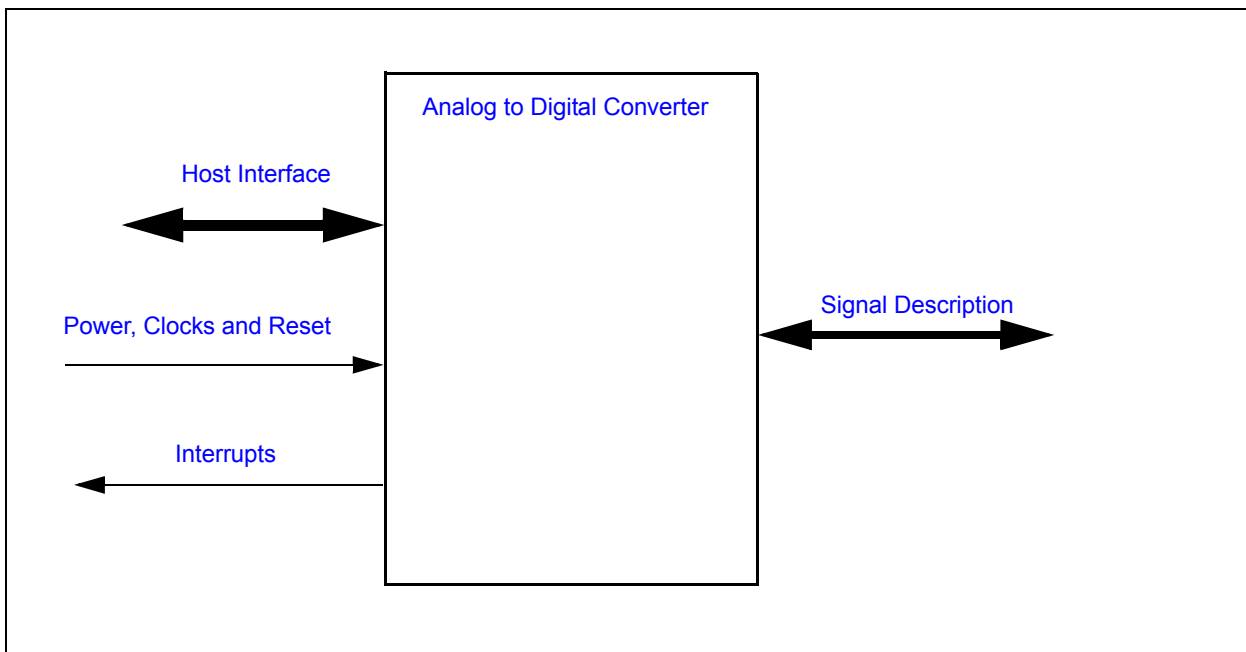 Analog to Digital Converter
Host Interface
Signal Description
Power, Clocks and Reset
Interrupts